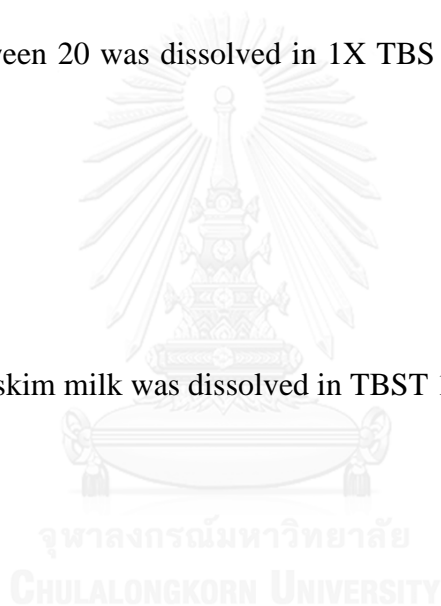 een 20 was dissolved in 1X TBS
skim milk was dissolved in TBST 1
จุฬาลงกรณ์มหาวิทยาลัย
CHULALONGKORN UNIVERSITY